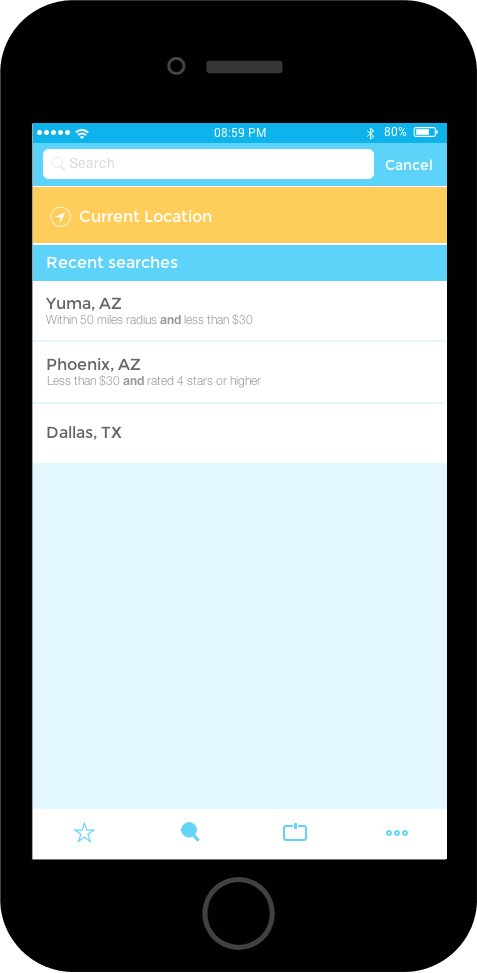 08:59 PM 80%
Search Cancel
Current Location
Recent searches
Yuma, AZ
Within 50 miles radius and less than $30
Phoenix, AZ
Less than $30 and rated 4 stars or higher
Dallas, TX